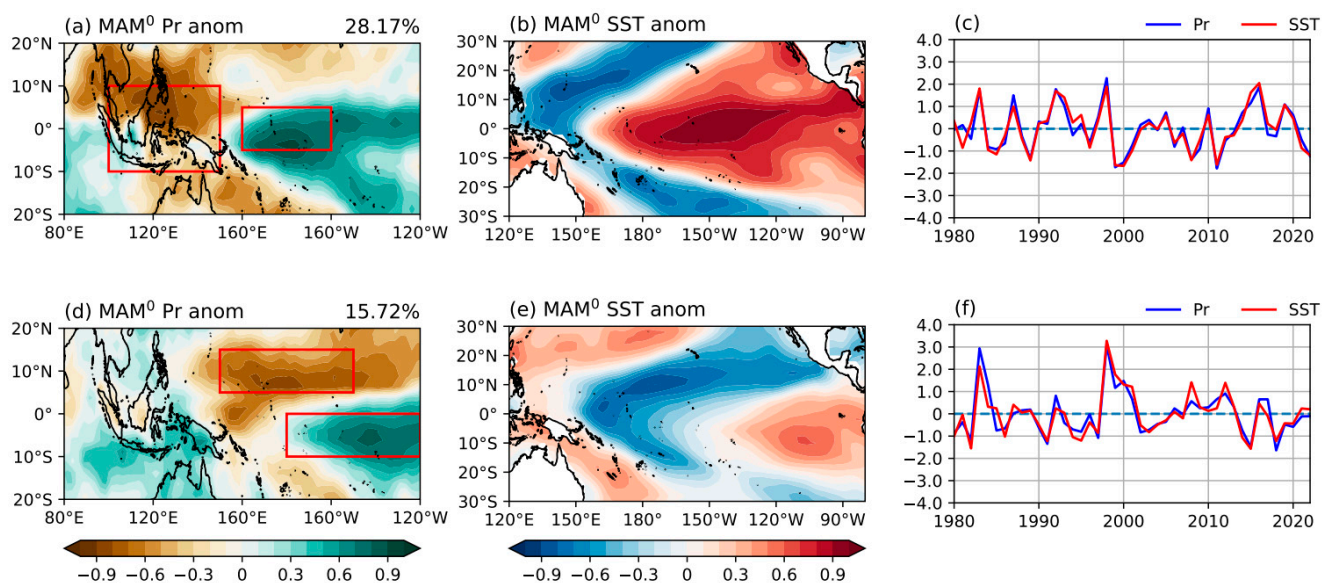 (a) MAM⁰ Pr anom 28.17%
20°N
10°N
0°
10°S
20°S
80°E 120°E 160°E 160°W 120°W
(b) MAM⁰ SST anom
30°N
20°N
10°N
0°
10°S
20°S
30°S
120°E 150°E 180° 150°W 120°W 90°W
(c) Pr SST
4.0
3.0
2.0
1.0
0.0
−1.0
−2.0
−3.0
−4.0
1980 1990 2000 2010 2020
(d) MAM⁰ Pr anom 15.72%
20°N
10°N
0°
10°S
20°S
80°E 120°E 160°E 160°W 120°W
−0.9 −0.6 −0.3 0 0.3 0.6 0.9
(e) MAM⁰ SST anom
30°N
20°N
10°N
0°
10°S
20°S
30°S
120°E 150°E 180° 150°W 120°W 90°W
−0.9 −0.6 −0.3 0 0.3 0.6 0.9
(f) Pr SST
4.0
3.0
2.0
1.0
0.0
−1.0
−2.0
−3.0
−4.0
1980 1990 2000 2010 2020